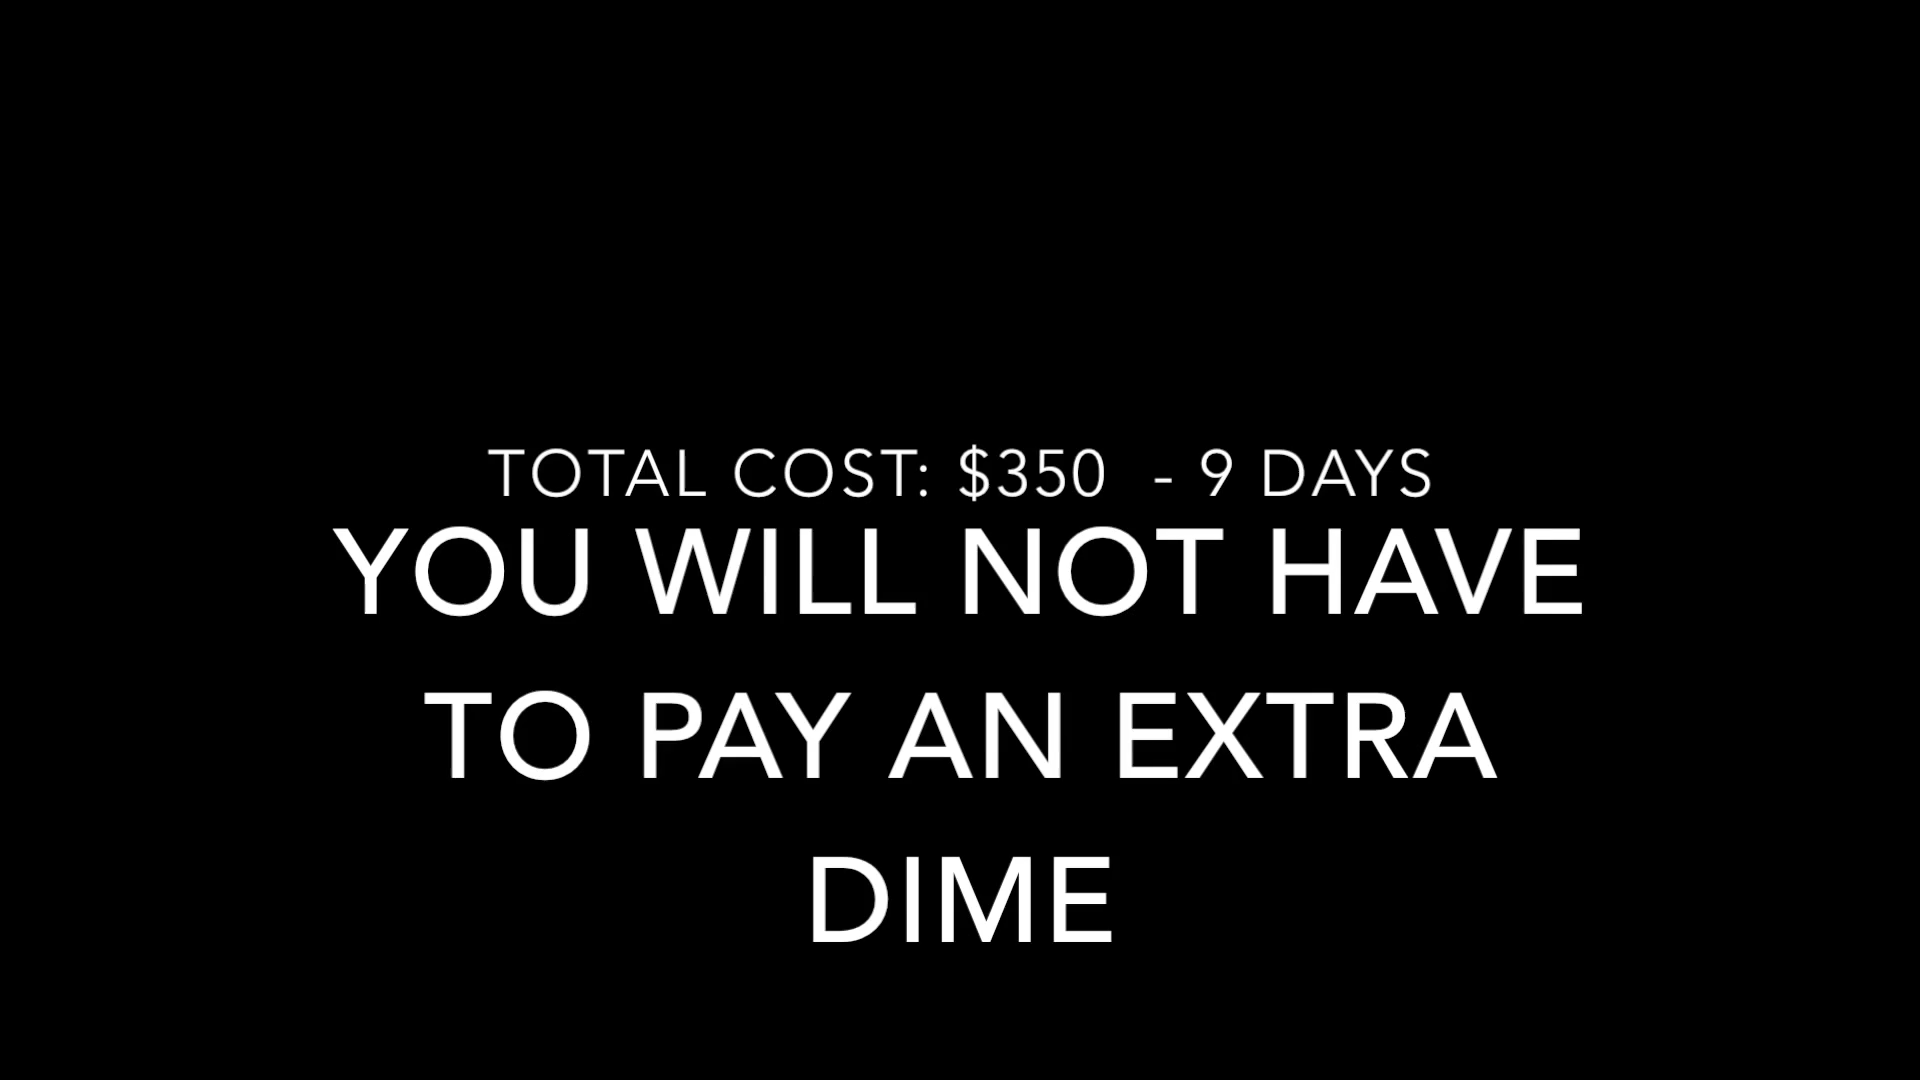 TOTAL COST: $350  - 9 DAYS
YOU WILL NOT HAVE
TO PAY AN EXTRA
DIME